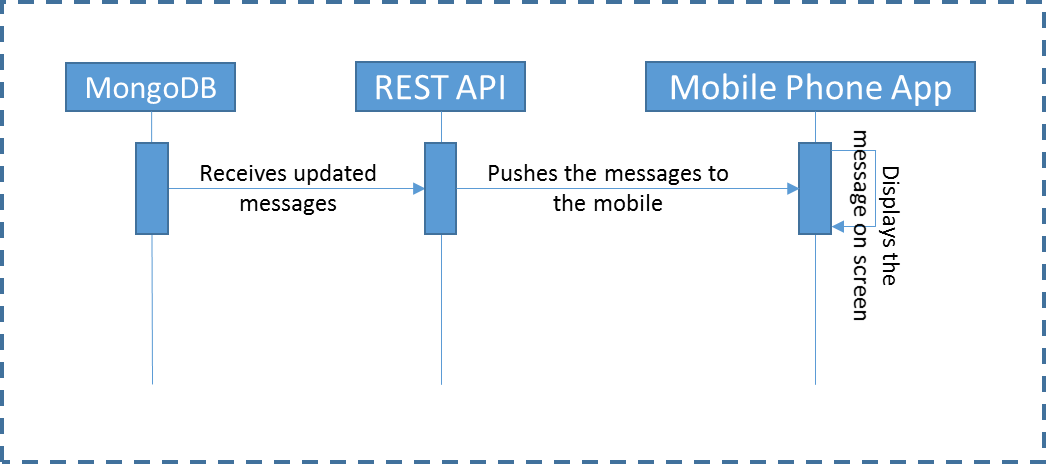 MongoDB
REST API
Mobile Phone App
Receives updated
messages
Pushes the messages to
the mobile
Displays the
message on screen